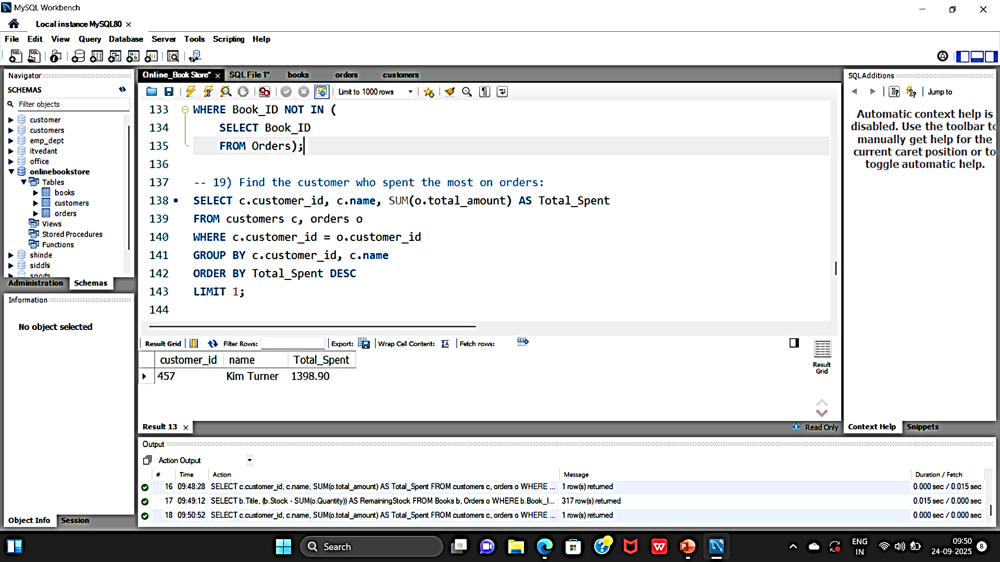 MySQL Workbench
Local instance MySQL80
File Edit View Query Database Server Tools Scripting Help
Navigator
SCHEMAS
Filter objects
customer
customers
emp_dept
itvedant
office
onlinebookstore
Tables
books
customers
orders
Views
Stored Procedures
Functions
shinde
siddhi
sports
Administration Schemas
Information
No object selected
Object Info Session
Online_Book Store* SQL File 1* books orders customers
Limit to 1000 rows
133 WHERE Book_ID NOT IN (
134 SELECT Book_ID
135 FROM Orders);
136
137 -- 19) Find the customer who spent the most on orders:
138 SELECT c.customer_id, c.name, SUM(o.total_amount) AS Total_Spent
139 FROM customers c, orders o
140 WHERE c.customer_id = o.customer_id
141 GROUP BY c.customer_id, c.name
142 ORDER BY Total_Spent DESC
143 LIMIT 1;
144
Result Grid Filter Rows: Export: Wrap Cell Content: Fetch rows:
customer_id name Total_Spent
457 Kim Turner 1398.90
Result Grid
Result 13
Read Only
SQLAdditions
Jump to
Automatic context help is
disabled. Use the toolbar to
manually get help for the
current caret position or to
toggle automatic help.
Context Help Snippets
Output
Action Output
# Time Action Message Duration / Fetch
16 09:48:28 SELECT c.customer_id, c.name, SUM(o.total_amount) AS Total_Spent FROM customers c, orders o WHERE ... 1 row(s) returned 0.000 sec / 0.015 sec
17 09:49:12 SELECT b.Title, (b.Stock - SUM(o.Quantity)) AS RemainingStock FROM Books b, Orders o WHERE b.Book_I... 317 row(s) returned 0.015 sec / 0.000 sec
18 09:50:52 SELECT c.customer_id, c.name, SUM(o.total_amount) AS Total_Spent FROM customers c, orders o WHERE ... 1 row(s) returned 0.000 sec / 0.000 sec
Search
ENG
IN
09:50
24-09-2025
8